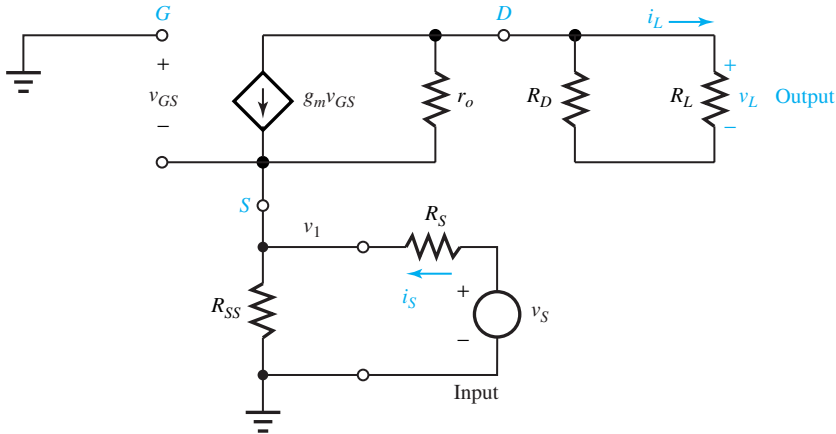 G
D
i_L
+
v_GS
−
g_m v_GS
r_o
R_D
R_L
+
v_L Output
−
S
v_1
R_S
i_S
R_SS
+
v_S
−
Input